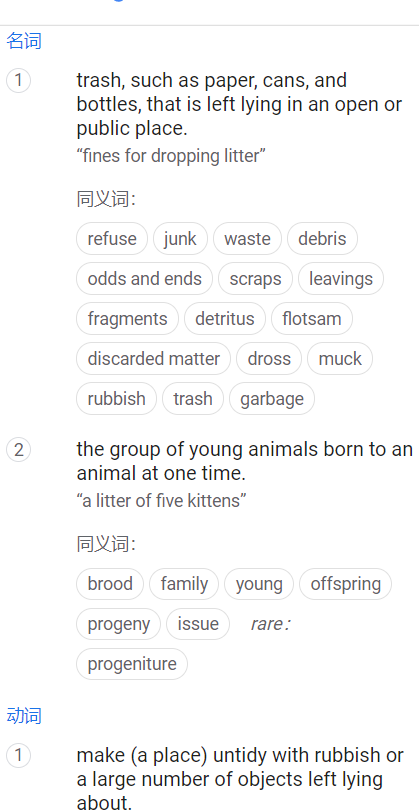 名词
1
trash, such as paper, cans, and
bottles, that is left lying in an open or
public place.
“fines for dropping litter”
同义词：
refuse junk waste debris
odds and ends scraps leavings
fragments detritus flotsam
discarded matter dross muck
rubbish trash garbage
2
the group of young animals born to an
animal at one time.
“a litter of five kittens”
同义词：
brood family young offspring
progeny issue rare：
progeniture
动词
1
make (a place) untidy with rubbish or
a large number of objects left lying
about.